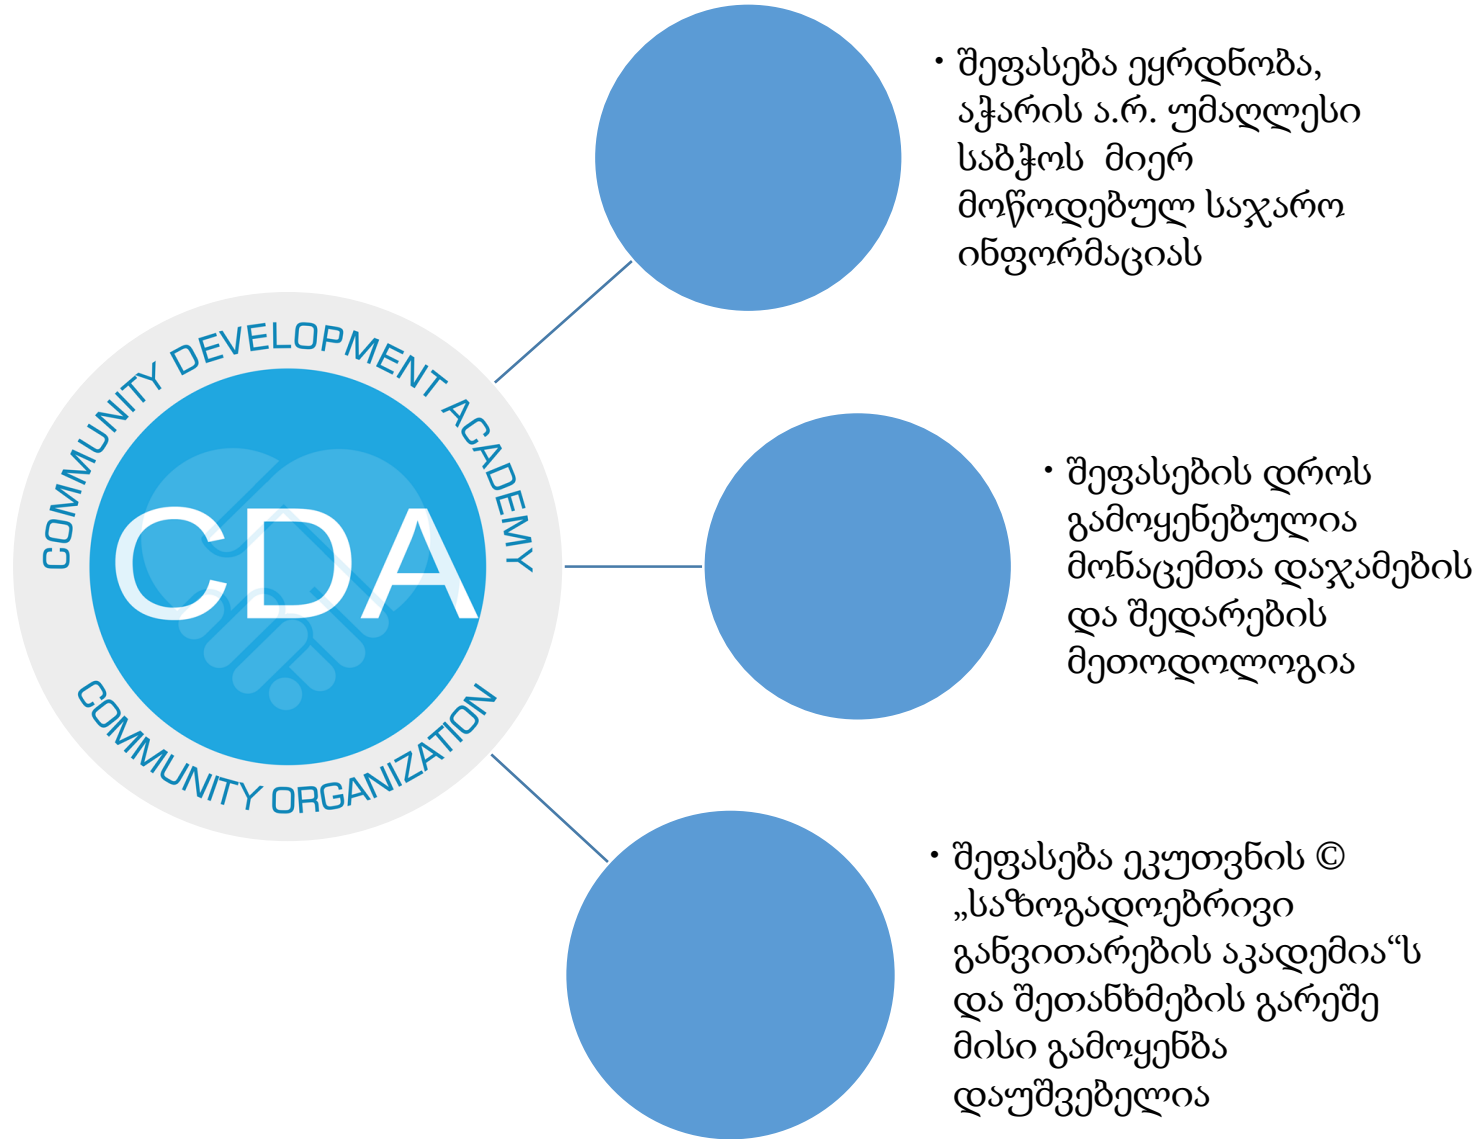 • შეფასება ეყრდნობა,
აჭარის ა.რ. უმაღლესი
საბჭოს მიერ
მოწოდებულ საჯარო
ინფორმაციას
COMMUNITY DEVELOPMENT ACADEMY
CDA
COMMUNITY ORGANIZATION
• შეფასების დროს
გამოყენებულია
მონაცემთა დაჯამების
და შედარების
მეთოდოლოგია
• შეფასება ეკუთვნის ©
„საზოგადოებრივი
განვითარების აკადემია“ს
და შეთანხმების გარეშე
მისი გამოყენბა
დაუშვებელია